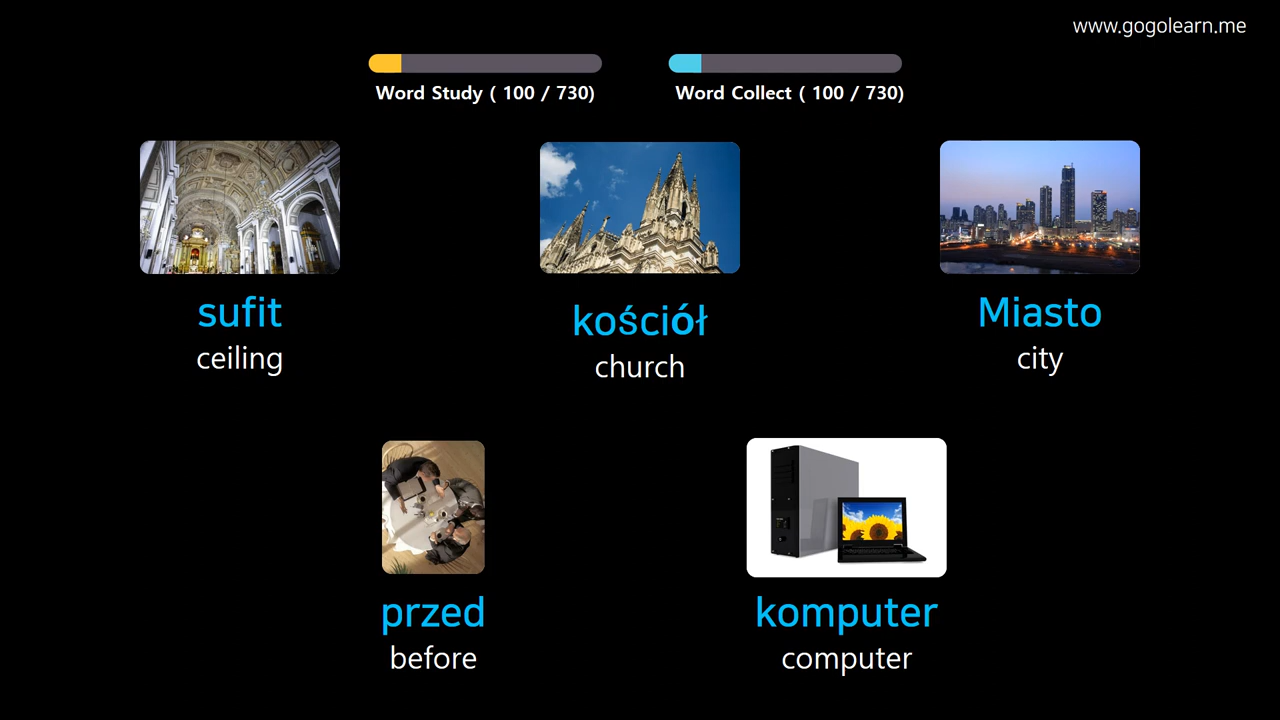 www.gogolearn.me
Word Study ( 100 / 730)
Word Collect ( 100 / 730)
sufit
ceiling
kościół
church
Miasto
city
przed
before
komputer
computer